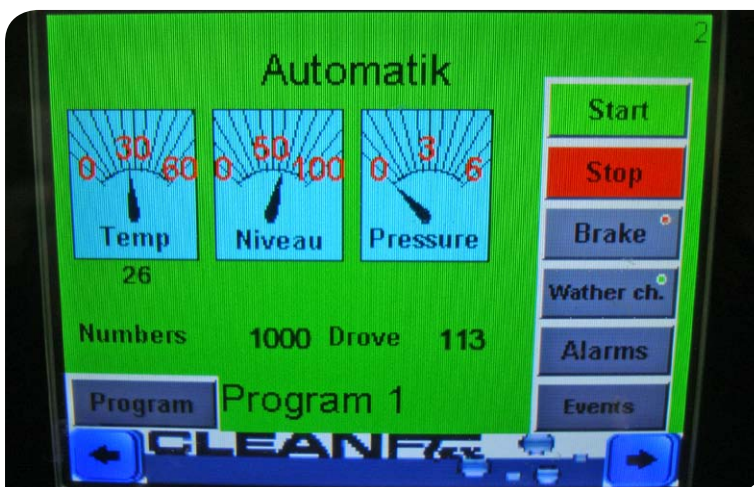 2
Automatik
0 30 60
Temp
26
0 50 100
Niveau
0 3 6
Pressure
Start
Stop
Brake
Wather ch.
Alarms
Events
Numbers 1000 Drove 113
Program Program 1
CLEANFlex